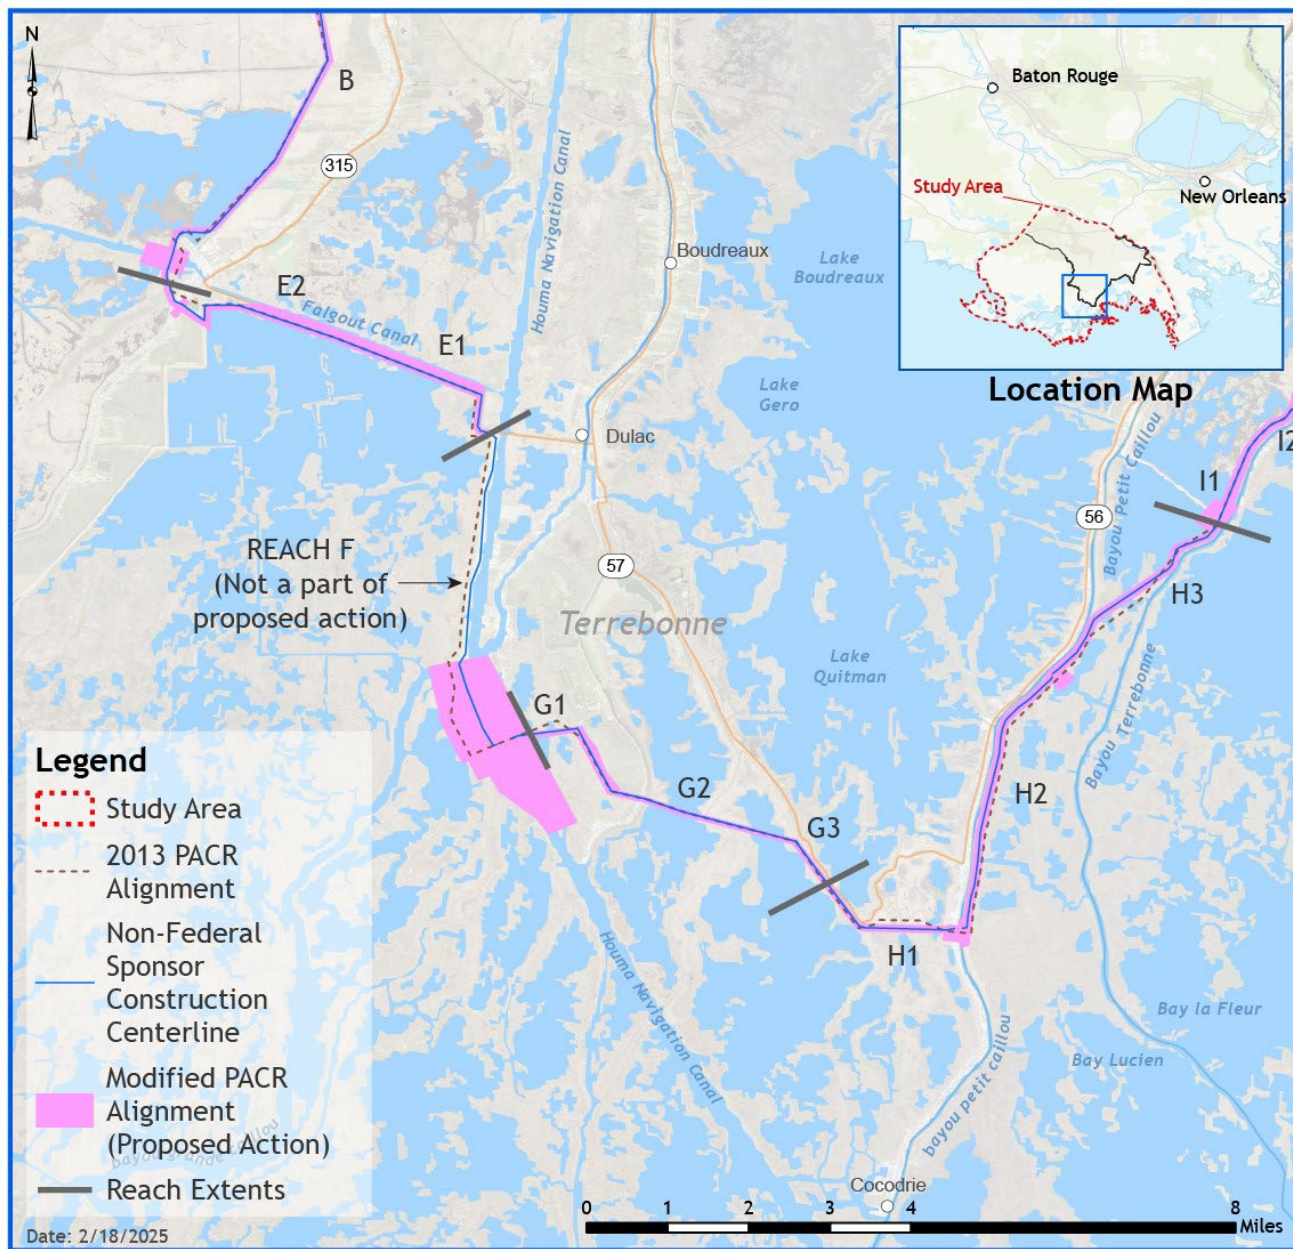 N
B
315
Houma Navigation Canal
Boudreaux
Lake
Boudreaux
Baton Rouge
New Orleans
Study Area
Location Map
E2
Falgout Canal
E1
Lake
Gero
Dulac
Bayou Petit Caillou
I2
I1
56
REACH F
(Not a part of
proposed action)
57
Terrebonne
H3
Lake
Quitman
Bayou Terrebonne
G1
G2
H2
G3
H1
Houma Navigation Canal
Bay la Fleur
Bay Lucien
bayou petit caillou
Cocodrie
Legend
Study Area
2013 PACR
Alignment
Non-Federal
Sponsor
Construction
Centerline
Modified PACR
Alignment
(Proposed Action)
bayou grande caillou
Reach Extents
Date: 2/18/2025
0 1 2 3 4 8
Miles